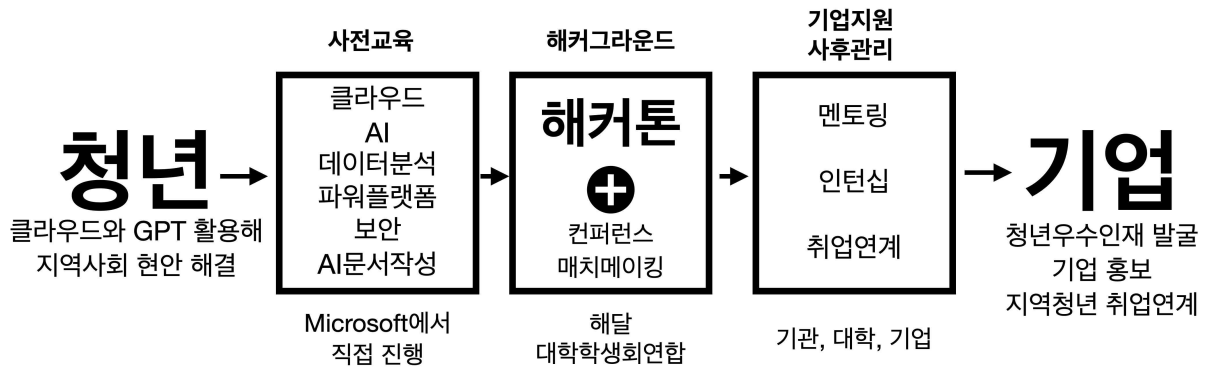 청년
클라우드와 GPT 활용해
지역사회 현안 해결
사전교육
클라우드
AI
데이터분석
파워플랫폼
보안
AI문서작성
Microsoft에서
직접 진행
해커그라운드
해커톤
컨퍼런스
매치메이킹
해달
대학학생회연합
기업지원
사후관리
멘토링
인턴십
취업연계
기관, 대학, 기업
기업
청년우수인재 발굴
기업 홍보
지역청년 취업연계